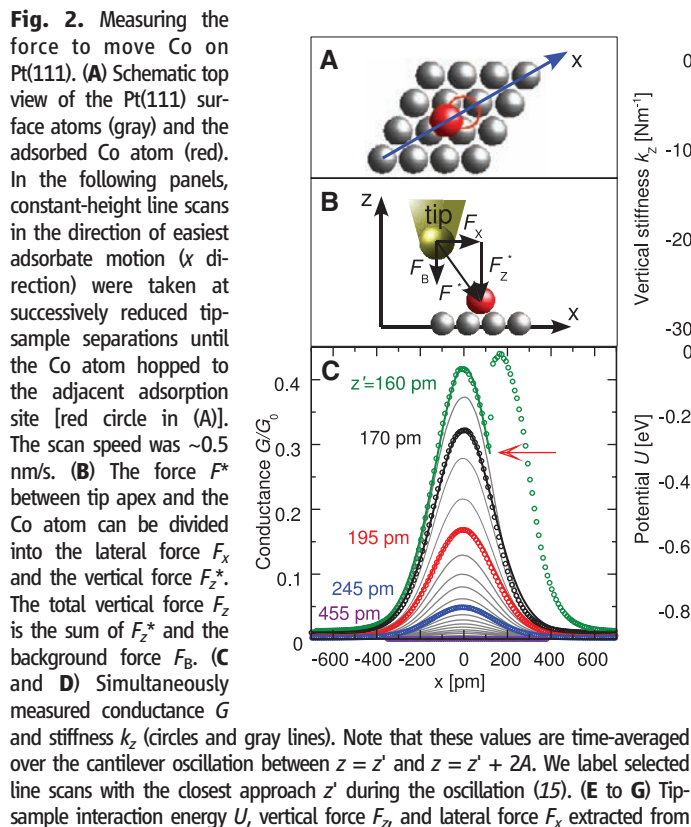 Fig. 2. Measuring the
force to move Co on
Pt(111). (A) Schematic top
view of the Pt(111) sur-
face atoms (gray) and the
adsorbed Co atom (red).
In the following panels,
constant-height line scans
in the direction of easiest
adsorbate motion (x di-
rection) were taken at
successively reduced tip-
sample separations until
the Co atom hopped to
the adjacent adsorption
site [red circle in (A)].
The scan speed was ~0.5
nm/s. (B) The force F*
between tip apex and the
Co atom can be divided
into the lateral force Fx
and the vertical force Fz*.
The total vertical force Fz
is the sum of Fz* and the
background force FB. (C
and D) Simultaneously
measured conductance G
and stiffness kz (circles and gray lines). Note that these values are time-averaged
over the cantilever oscillation between z = z' and z = z' + 2A. We label selected
line scans with the closest approach z' during the oscillation (15). (E to G) Tip-
sample interaction energy U, vertical force Fz, and lateral force Fx extracted from
A
x
B
z
tip
Fx
FB
F*
Fz*
x
C
Conductance G/G0
0.4
0.3
0.2
0.1
0
z'=160 pm
170 pm
195 pm
245 pm
455 pm
-600 -400 -200 0 200 400 600
x [pm]
Vertical stiffness kz [Nm-1]
0
-10
-20
-30
Potential U [eV]
0
-0.2
-0.4
-0.6
-0.8